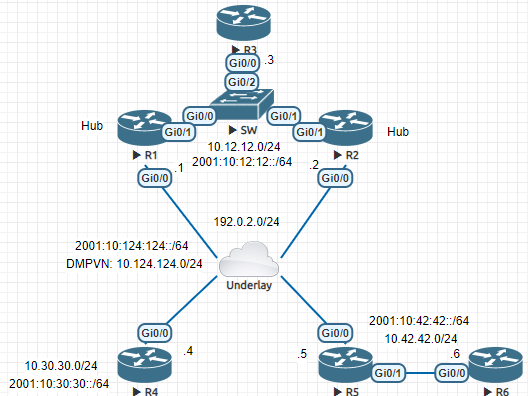 R3
Gi0/0
.3
Gi0/2
Gi0/0
Gi0/1
SW
Hub
Gi0/1
Gi0/1
Hub
R1
10.12.12.0/24
R2
2001:10:12:12::/64
.1
.2
Gi0/0
Gi0/0
192.0.2.0/24
2001:10:124:124::/64
DMPVN: 10.124.124.0/24
Underlay
2001:10:42:42::/64
Gi0/0
Gi0/0
10.42.42.0/24
.4
.5
.6
10.30.30.0/24
Gi0/1
Gi0/0
2001:10:30:30::/64
R4
R5
R6